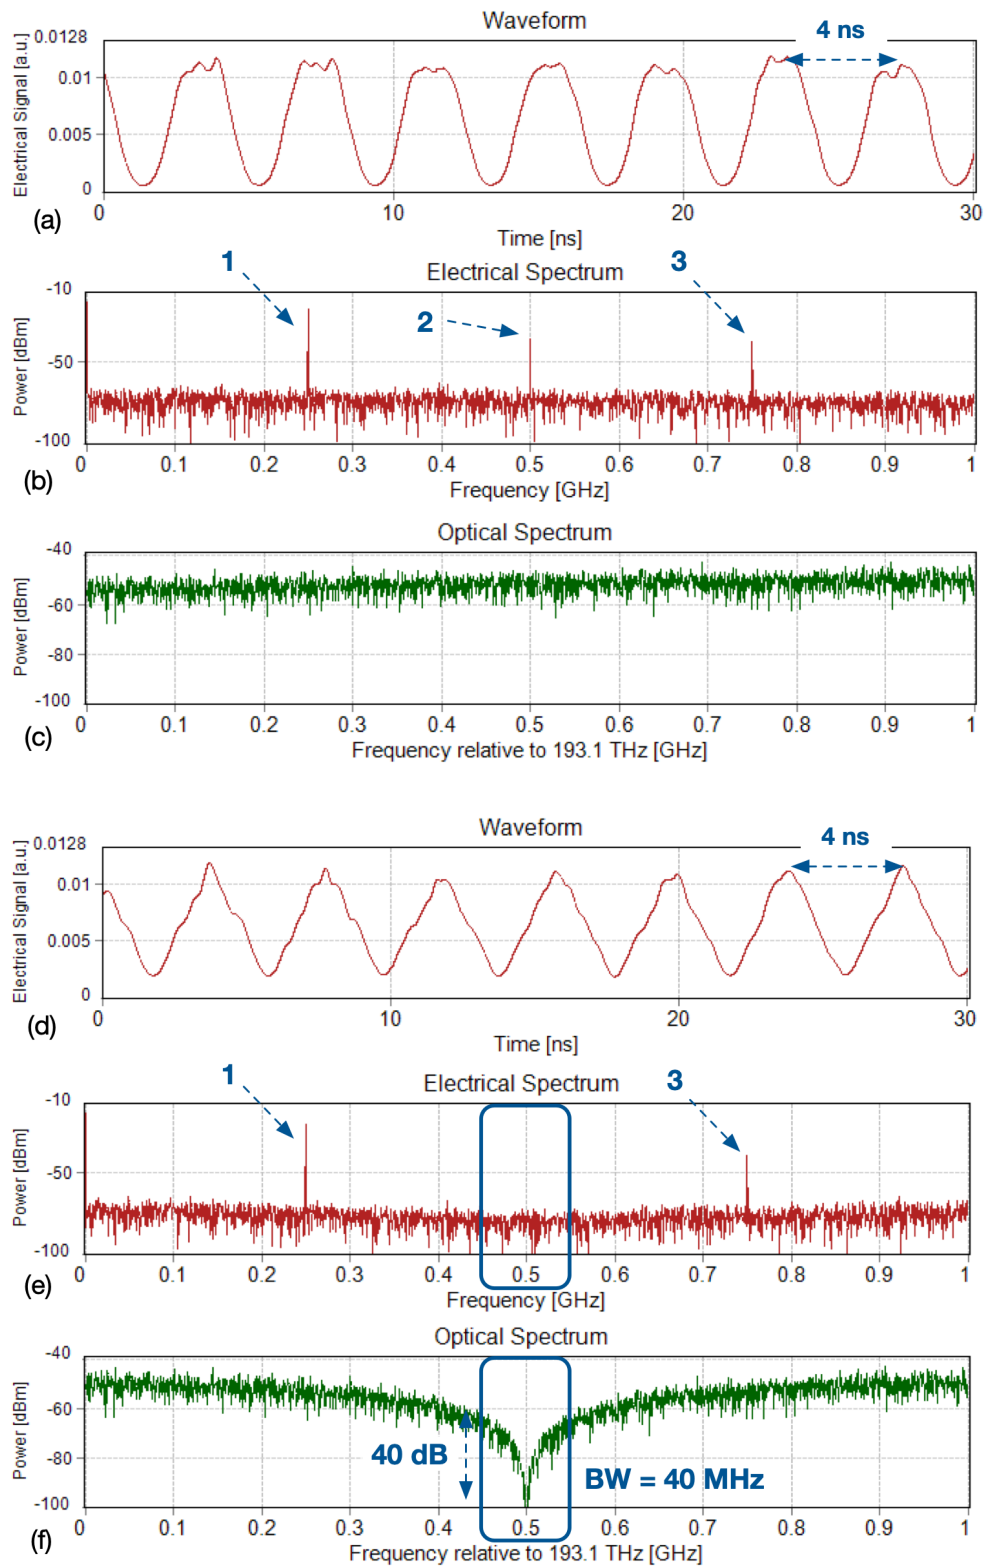 Waveform
4 ns
Electrical Signal [a.u.]
0.0128
0.01
0.005
0
0 10 20 30
(a)
Time [ns]
1
3
Electrical Spectrum
2
Power [dBm]
-10
-50
-100
0 0.1 0.2 0.3 0.4 0.5 0.6 0.7 0.8 0.9 1
(b)
Frequency [GHz]
Optical Spectrum
Power [dBm]
-40
-60
-80
-100
0 0.1 0.2 0.3 0.4 0.5 0.6 0.7 0.8 0.9 1
(c)
Frequency relative to 193.1 THz [GHz]
Waveform
4 ns
Electrical Signal [a.u.]
0.0128
0.01
0.005
0
0 10 20 30
(d)
Time [ns]
1
3
Electrical Spectrum
Power [dBm]
-10
-50
-100
0 0.1 0.2 0.3 0.4 0.5 0.6 0.7 0.8 0.9 1
(e)
Frequency [GHz]
Optical Spectrum
Power [dBm]
-40
-60
-80
-100
40 dB
BW = 40 MHz
0 0.1 0.2 0.3 0.4 0.5 0.6 0.7 0.8 0.9 1
(f)
Frequency relative to 193.1 THz [GHz]